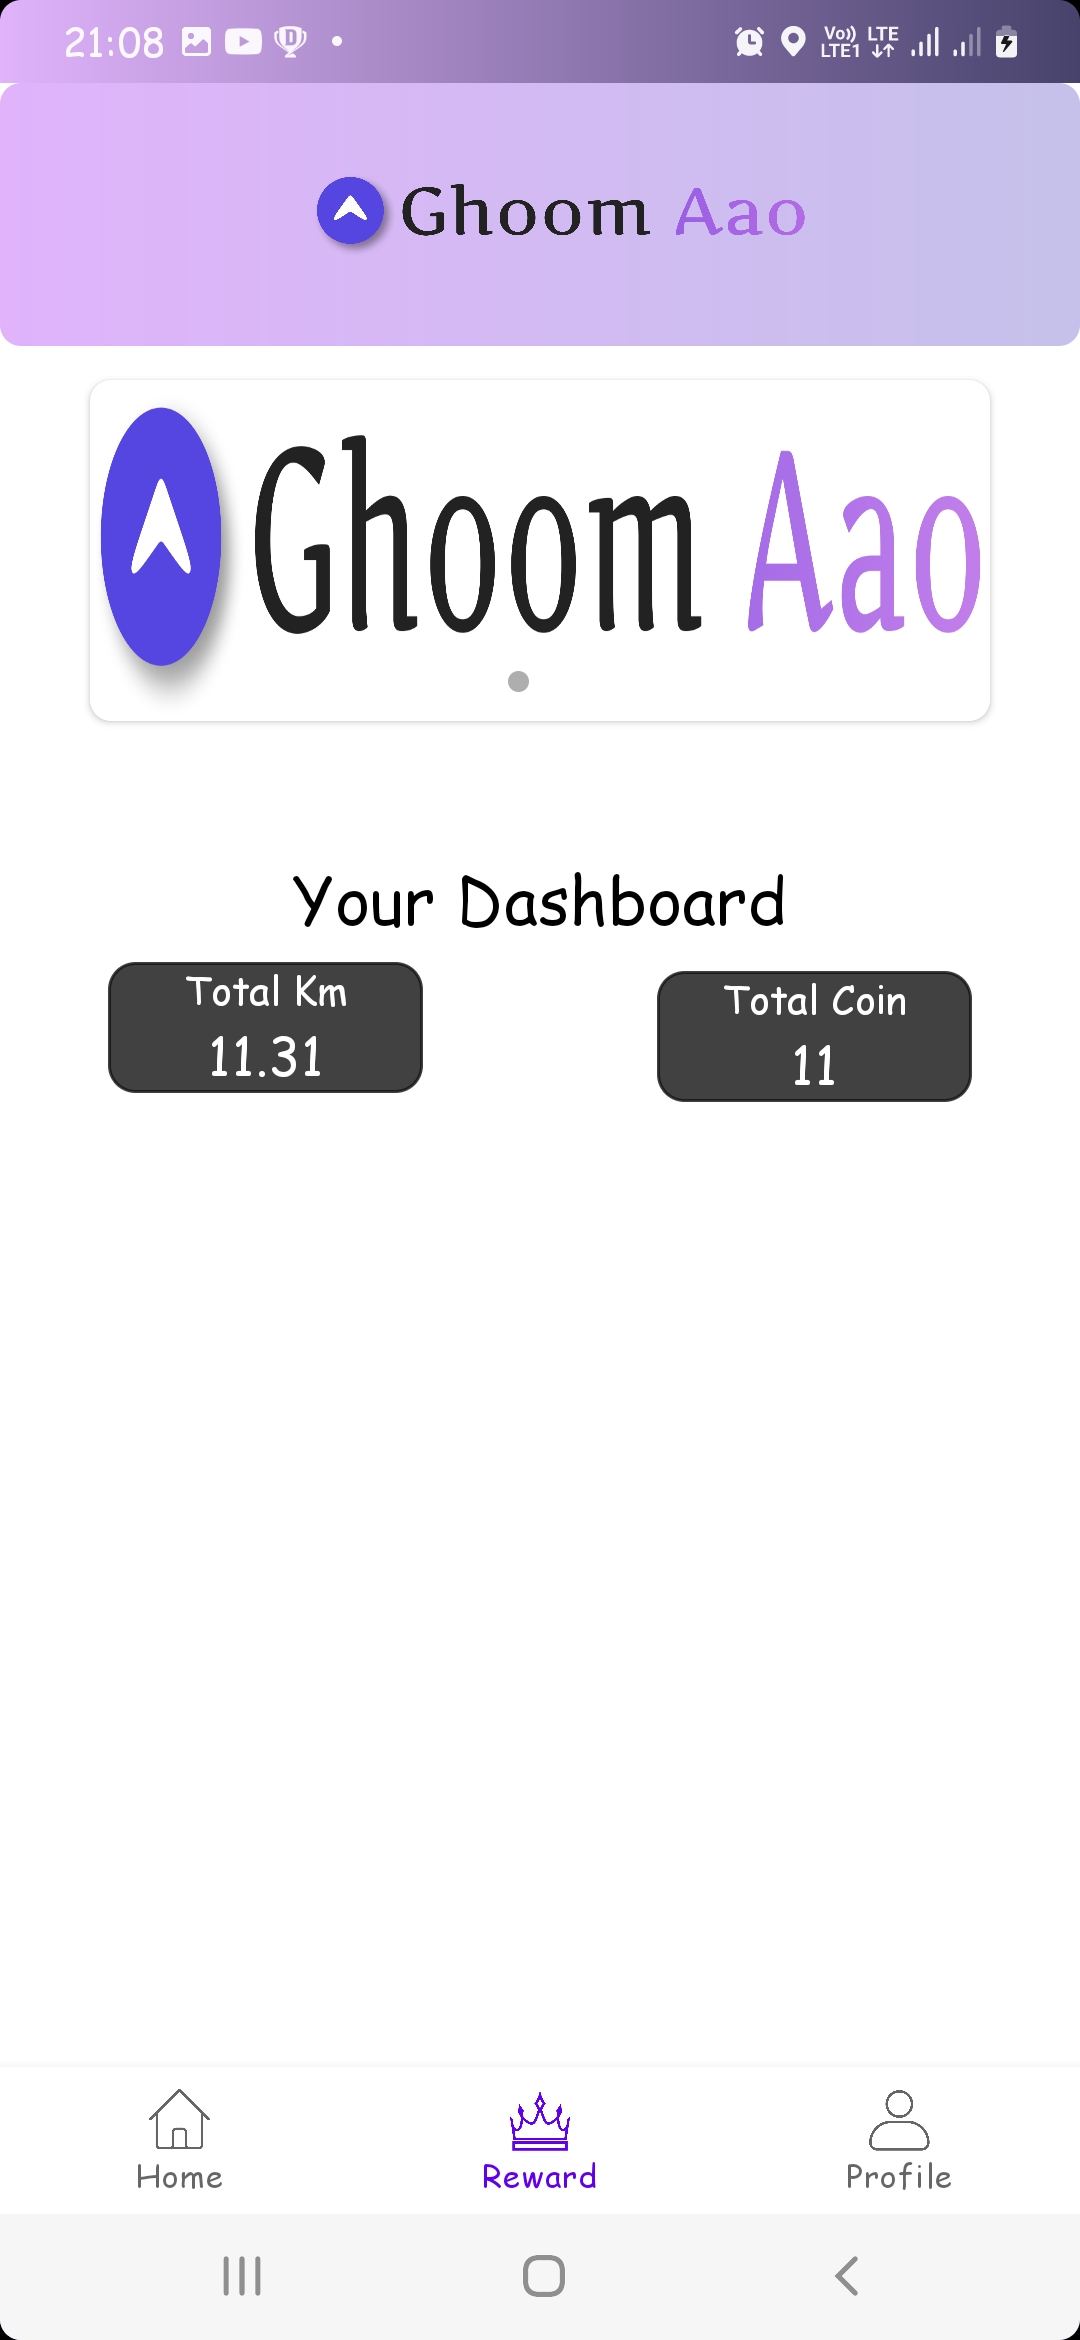 21:08
Vo)) LTE
LTE1
Ghoom Aao
Ghoom Aao
Your Dashboard
Total Km
11.31
Total Coin
11
Home
Reward
Profile